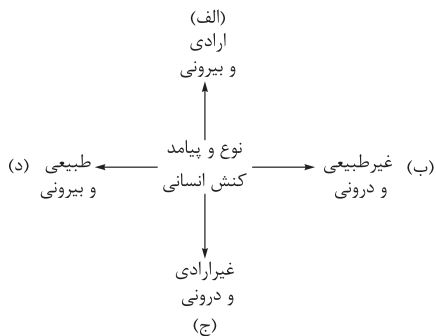 (الف)
ارادی
و بیرونی
نوع و پیامد
کنش انسانی
(ب)
غیرطبیعی
و درونی
طبیعی
و بیرونی
(د)
غیرارادی
و درونی
(ج)